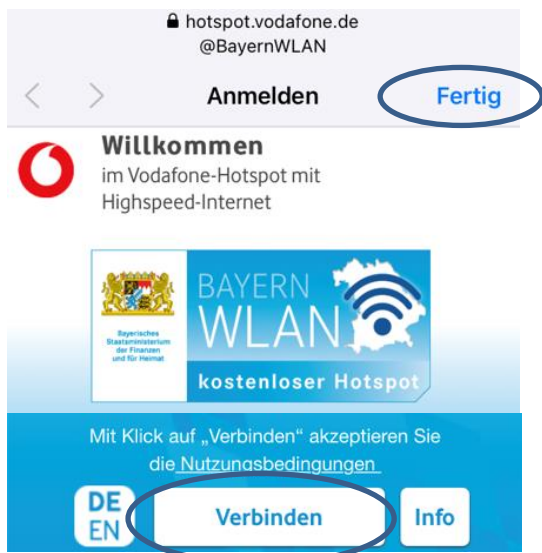 hotspot.vodafone.de
@BayernWLAN
Anmelden
Fertig
Willkommen
im Vodafone-Hotspot mit
Highspeed-Internet
Bayerisches
Staatsministerium
der Finanzen
und für Heimat
BAYERN
WLAN
kostenloser Hotspot
Mit Klick auf „Verbinden“ akzeptieren Sie
die Nutzungsbedingungen
DE
EN
Verbinden
Info